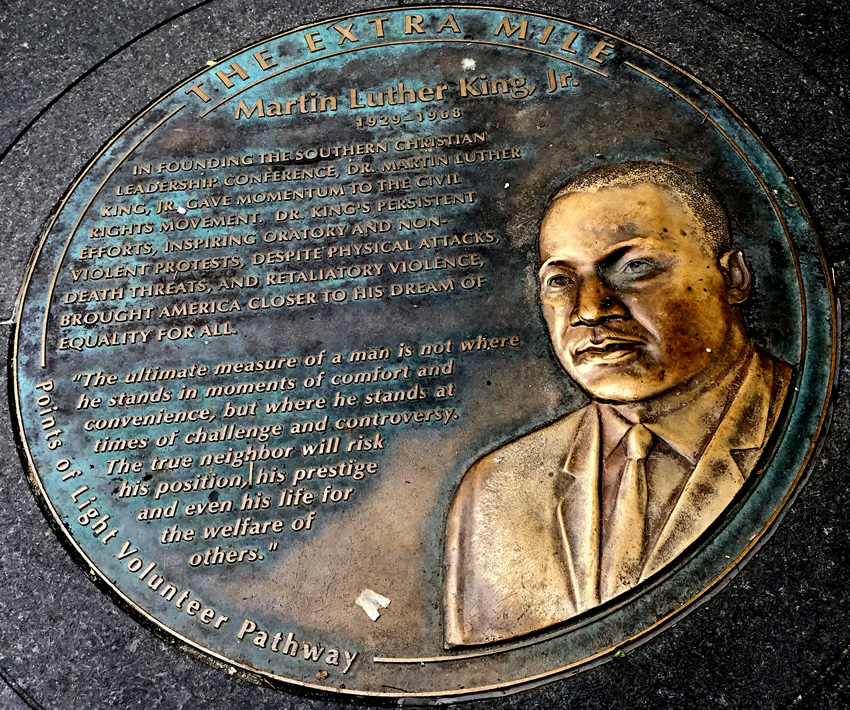 THE EXTRA MILE
Martin Luther King, Jr.
1929–1968
IN FOUNDING THE SOUTHERN CHRISTIAN
LEADERSHIP CONFERENCE, DR. MARTIN LUTHER
KING, JR. GAVE MOMENTUM TO THE CIVIL
RIGHTS MOVEMENT. DR. KING'S PERSISTENT
EFFORTS, INSPIRING ORATORY AND NON-
VIOLENT PROTESTS, DESPITE PHYSICAL ATTACKS,
DEATH THREATS, AND RETALIATORY VIOLENCE,
BROUGHT AMERICA CLOSER TO HIS DREAM OF
EQUALITY FOR ALL.
"The ultimate measure of a man is not where
he stands in moments of comfort and
convenience, but where he stands at
times of challenge and controversy.
The true neighbor will risk
his position, his prestige
and even his life for
the welfare of
others."
Points of Light Volunteer Pathway